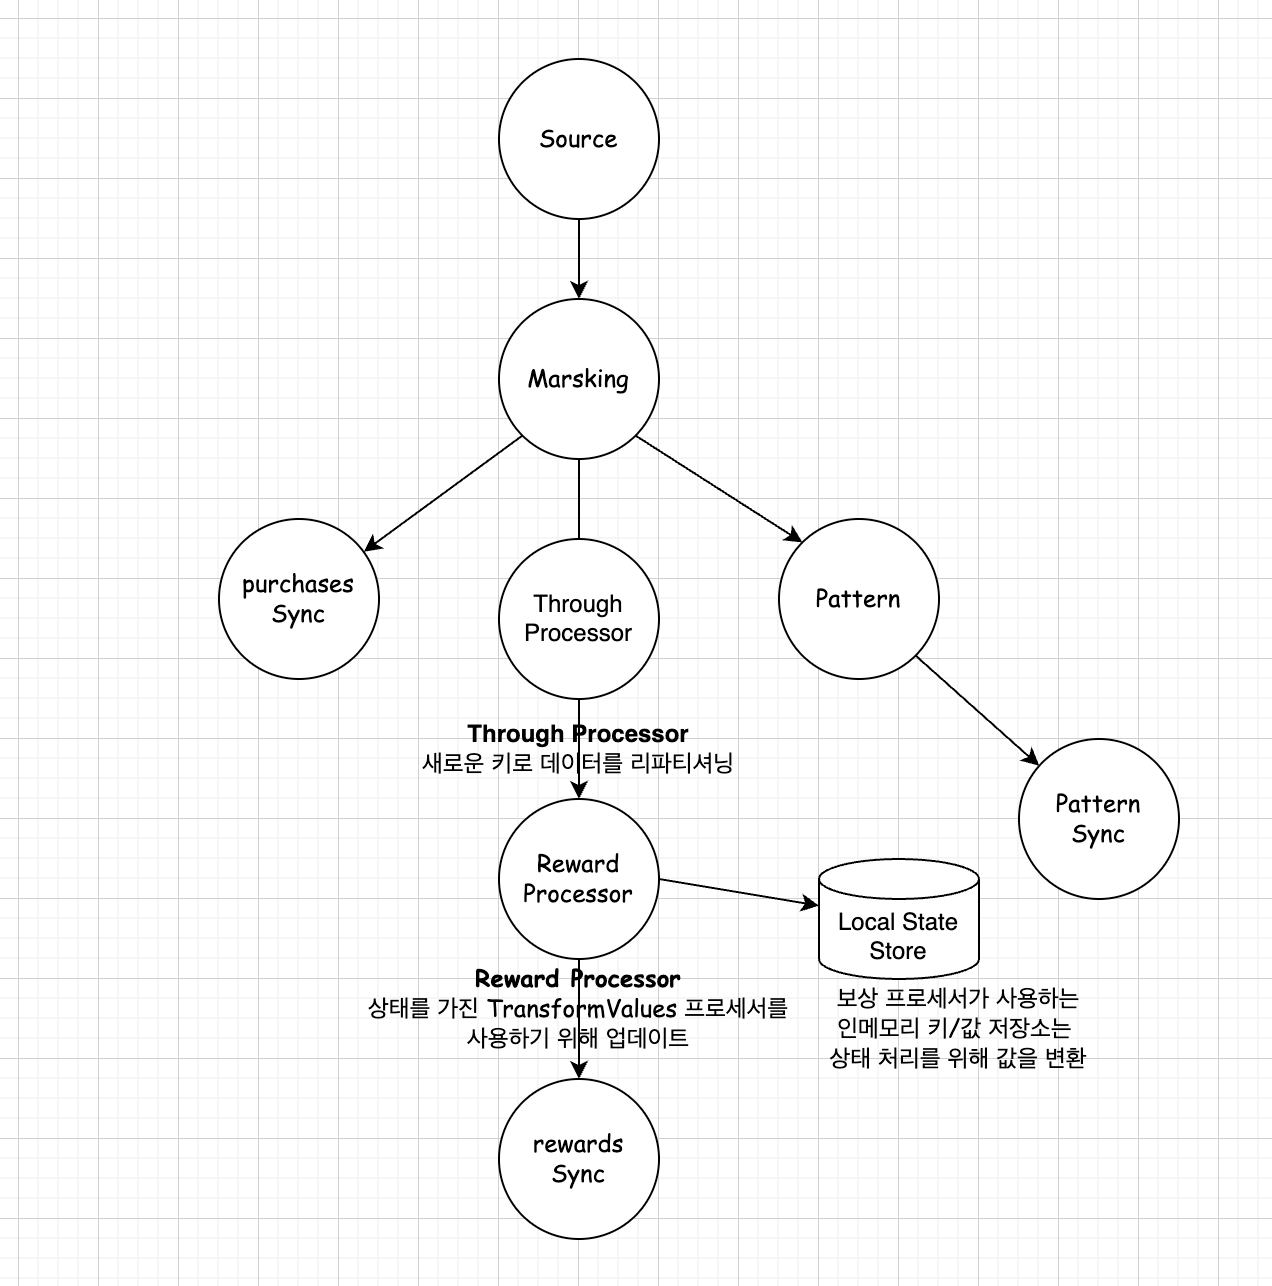 Source
Marsking
purchases
Sync
Through
Processor
Pattern
Through Processor
새로운 키로 데이터를 리파티셔닝
Pattern
Sync
Reward
Processor
Local State
Store
Reward Processor
상태를 가진 TransformValues 프로세서를
사용하기 위해 업데이트
보상 프로세서가 사용하는
인메모리 키/값 저장소는
상태 처리를 위해 값을 변환
rewards
Sync